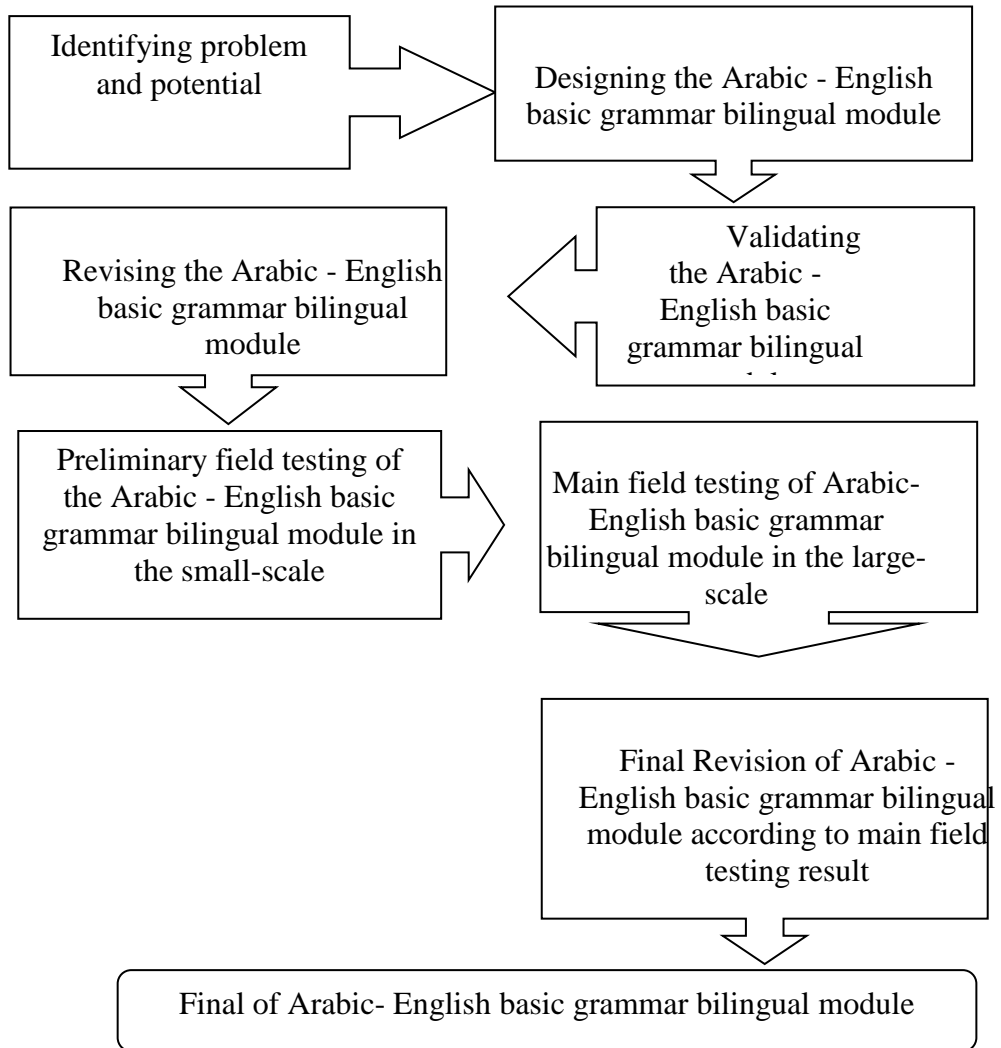 Identifying problem
and potential
Designing the Arabic - English
basic grammar bilingual module
Validating
the Arabic -
English basic
grammar bilingual
Revising the Arabic - English
basic grammar bilingual
module
Preliminary field testing of
the Arabic - English basic
grammar bilingual module in
the small-scale
Main field testing of Arabic-
English basic grammar
bilingual module in the large-
scale
Final Revision of Arabic -
English basic grammar bilingual
module according to main field
testing result
Final of Arabic- English basic grammar bilingual module